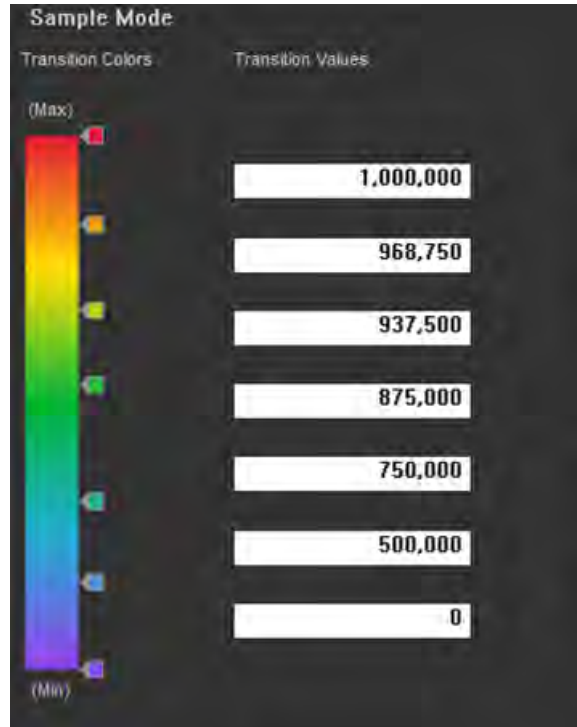 Sample Mode
Transition Colors Transition Values
(Max)
1,000,000
968,750
937,500
875,000
750,000
500,000
0
(Min)